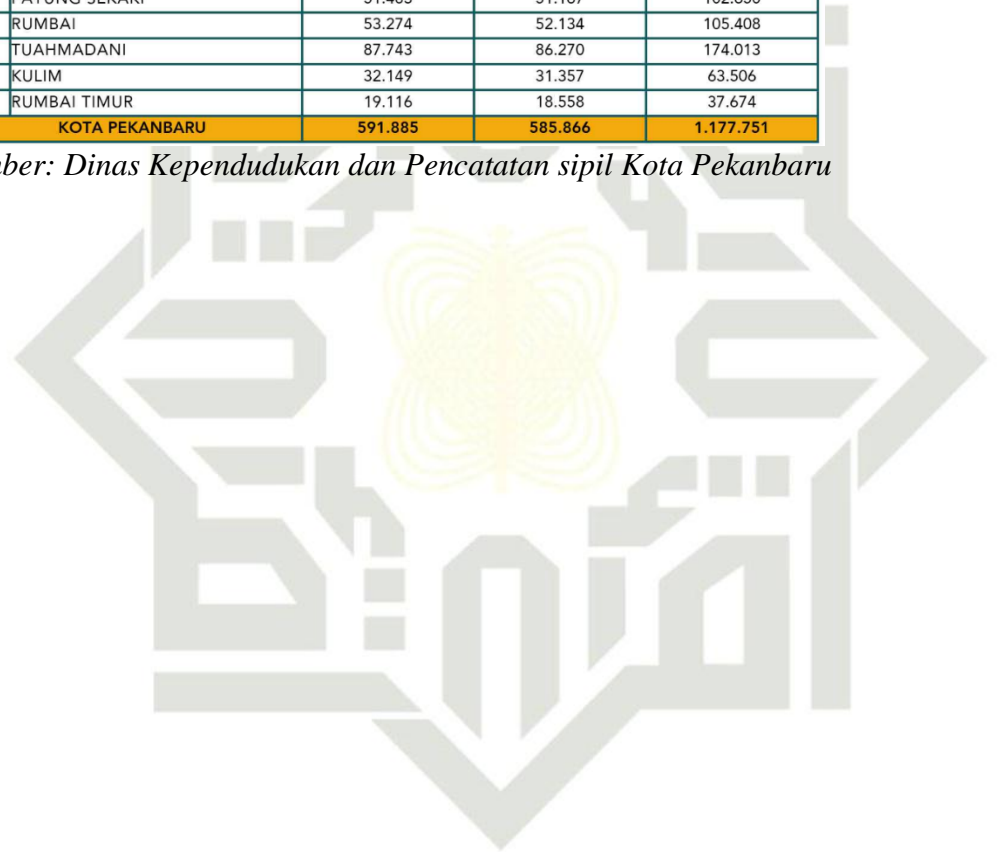 RUMBAI 53.274 52.134 105.408
TUAHMADANI 87.743 86.270 174.013
KULIM 32.149 31.357 63.506
RUMBAI TIMUR 19.116 18.558 37.674
KOTA PEKANBARU 591.885 585.866 1.177.751
ber: Dinas Kependudukan dan Pencatatan sipil Kota Pekanbaru